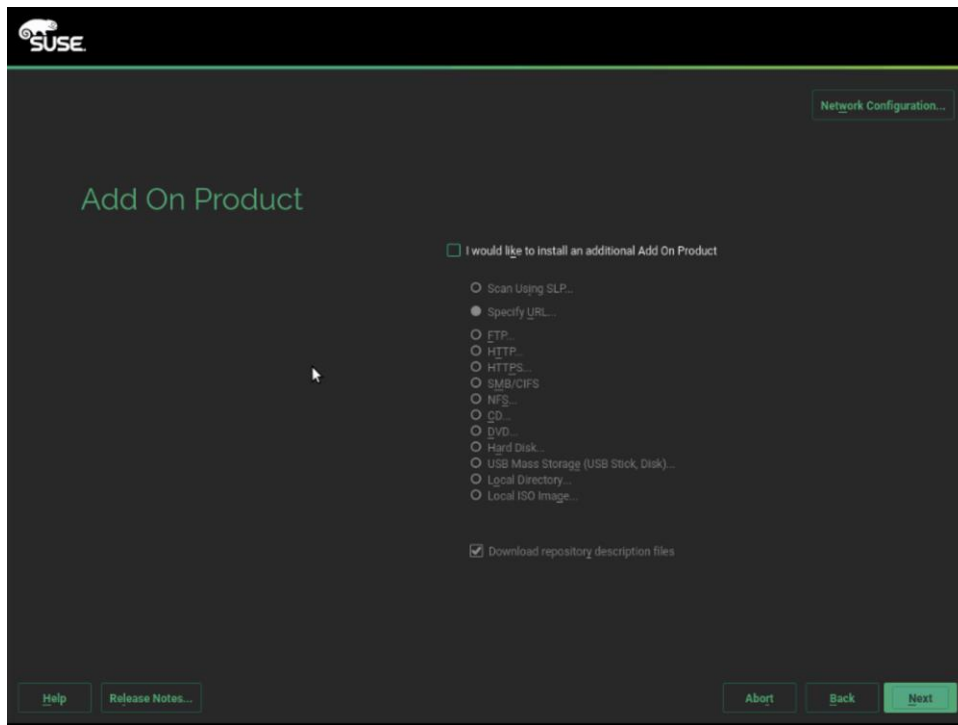 SUSE.
Network Configuration...
Add On Product
I would like to install an additional Add On Product
Scan Using SLP...
Specify URL...
FTP...
HTTP...
HTTPS...
SMB/CIFS
NFS...
CD...
DVD...
Hard Disk...
USB Mass Storage (USB Stick, Disk)...
Local Directory...
Local ISO Image...
Download repository description files
Help Release Notes... Abort Back Next